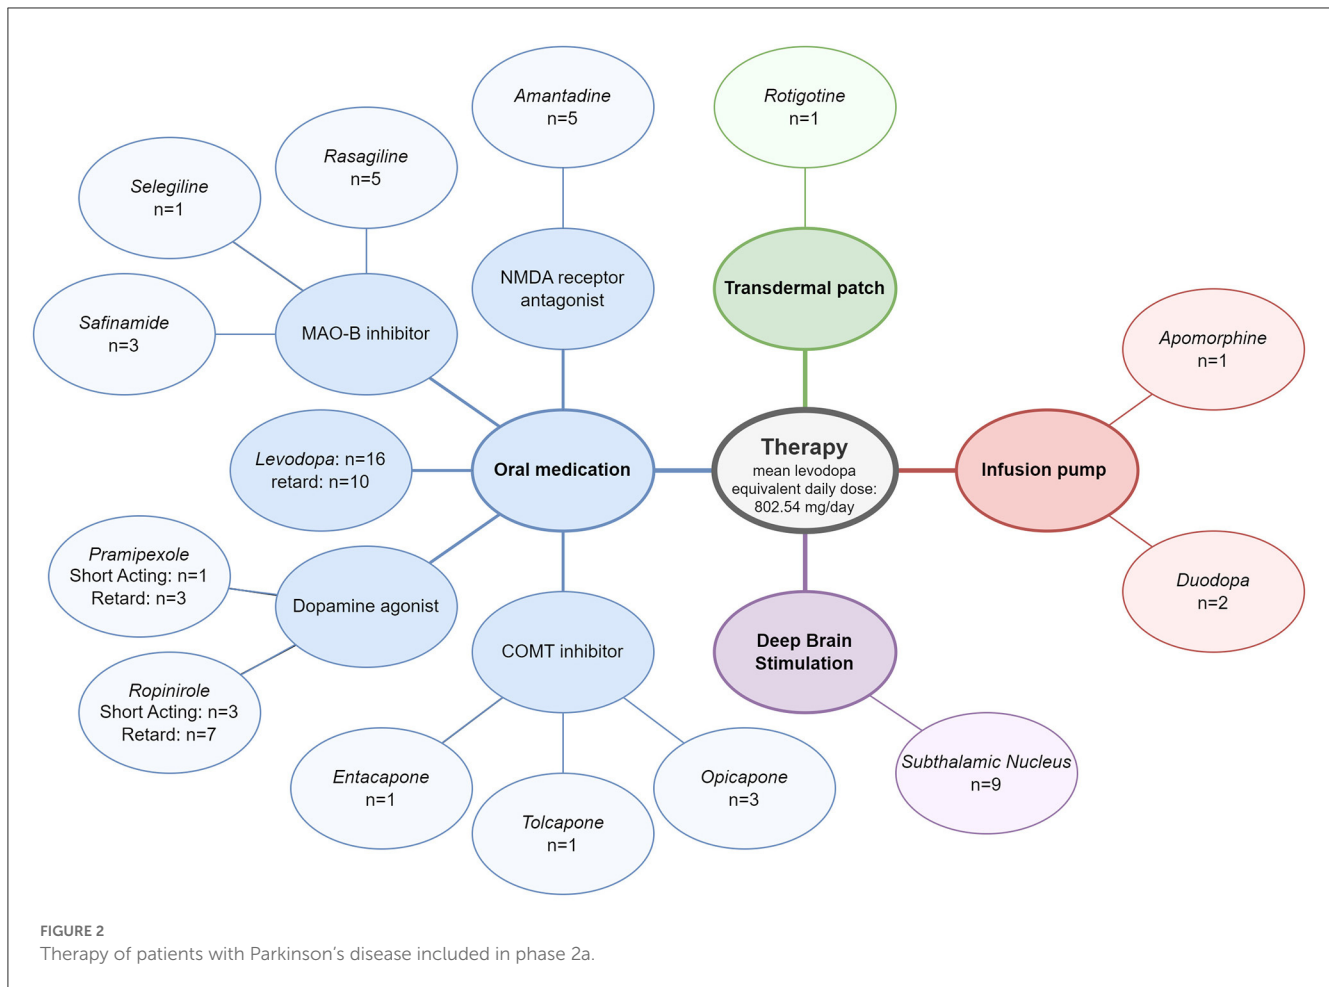 Amantadine
n=5
Rotigotine
n=1
Rasagiline
n=5
Selegiline
n=1
NMDA receptor
antagonist
Transdermal patch
Safinamide
n=3
MAO-B inhibitor
Apomorphine
n=1
Levodopa: n=16
retard: n=10
Oral medication
Therapy
mean levodopa
equivalent daily dose:
802.54 mg/day
Infusion pump
Pramipexole
Short Acting: n=1
Retard: n=3
Dopamine agonist
Duodopa
n=2
COMT inhibitor
Deep Brain
Stimulation
Ropinirole
Short Acting: n=3
Retard: n=7
Entacapone
n=1
Tolcapone
n=1
Opicapone
n=3
Subthalamic Nucleus
n=9
FIGURE 2
Therapy of patients with Parkinson’s disease included in phase 2a.